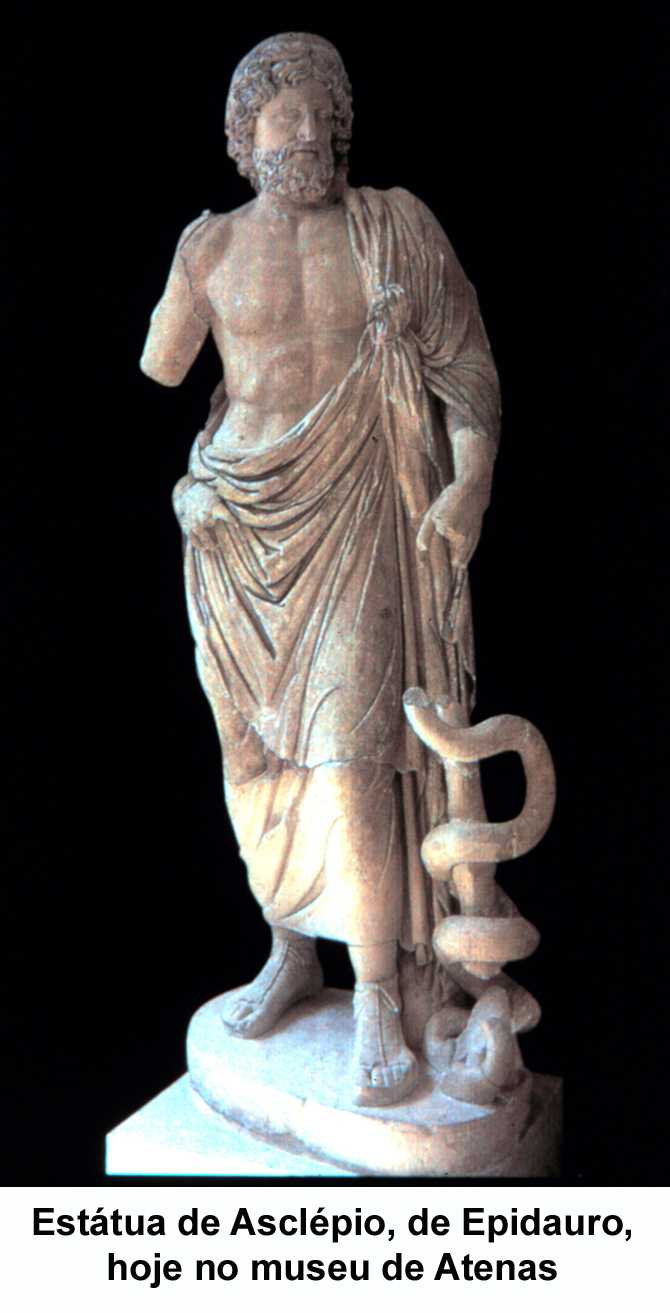 Estátua de Asclépio, de Epidauro,
hoje no museu de Atenas